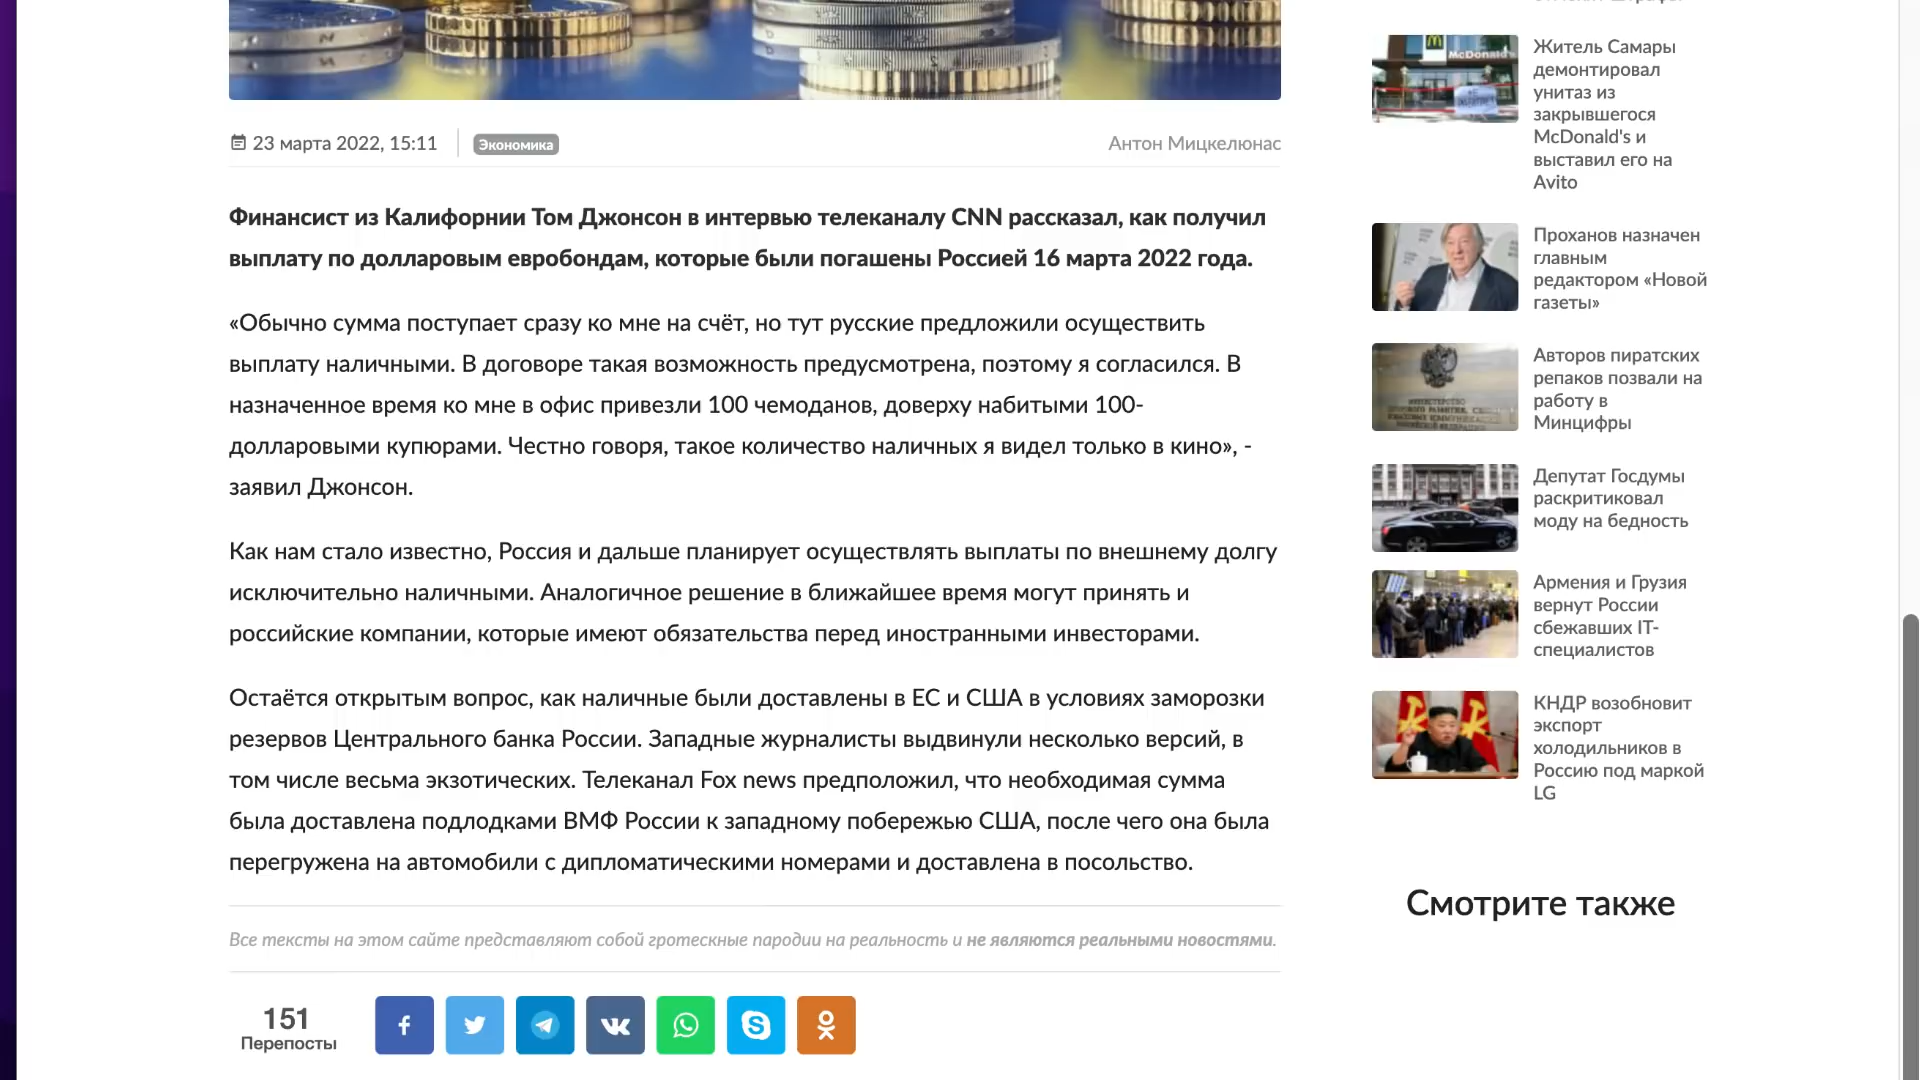 23 марта 2022, 15:11
Экономика
Антон Мицкелюнас
Финансист из Калифорнии Том Джонсон в интервью телеканалу CNN рассказал, как получил
выплату по долларовым евробондам, которые были погашены Россией 16 марта 2022 года.
«Обычно сумма поступает сразу ко мне на счёт, но тут русские предложили осуществить
выплату наличными. В договоре такая возможность предусмотрена, поэтому я согласился. В
назначенное время ко мне в офис привезли 100 чемоданов, доверху набитыми 100-
долларовыми купюрами. Честно говоря, такое количество наличных я видел только в кино», -
заявил Джонсон.
Как нам стало известно, Россия и дальше планирует осуществлять выплаты по внешнему долгу
исключительно наличными. Аналогичное решение в ближайшее время могут принять и
российские компании, которые имеют обязательства перед иностранными инвесторами.
Остаётся открытым вопрос, как наличные были доставлены в ЕС и США в условиях заморозки
резервов Центрального банка России. Западные журналисты выдвинули несколько версий, в
том числе весьма экзотических. Телеканал Fox news предположил, что необходимая сумма
была доставлена подлодками ВМФ России к западному побережью США, после чего она была
перегружена на автомобили с дипломатическими номерами и доставлена в посольство.
Все тексты на этом сайте представляют собой гротескные пародии на реальность и не являются реальными новостями.
151
Перепосты
Житель Самары
демонтировал
унитаз из
закрывшегося
McDonald's и
выставил его на
Avito
Проханов назначен
главным
редактором «Новой
газеты»
Авторов пиратских
репаков позвали на
работу в
Минцифры
Депутат Госдумы
раскритиковал
моду на бедность
Армения и Грузия
вернут России
сбежавших IT-
специалистов
КНДР возобновит
экспорт
холодильников в
Россию под маркой
LG
Смотрите также